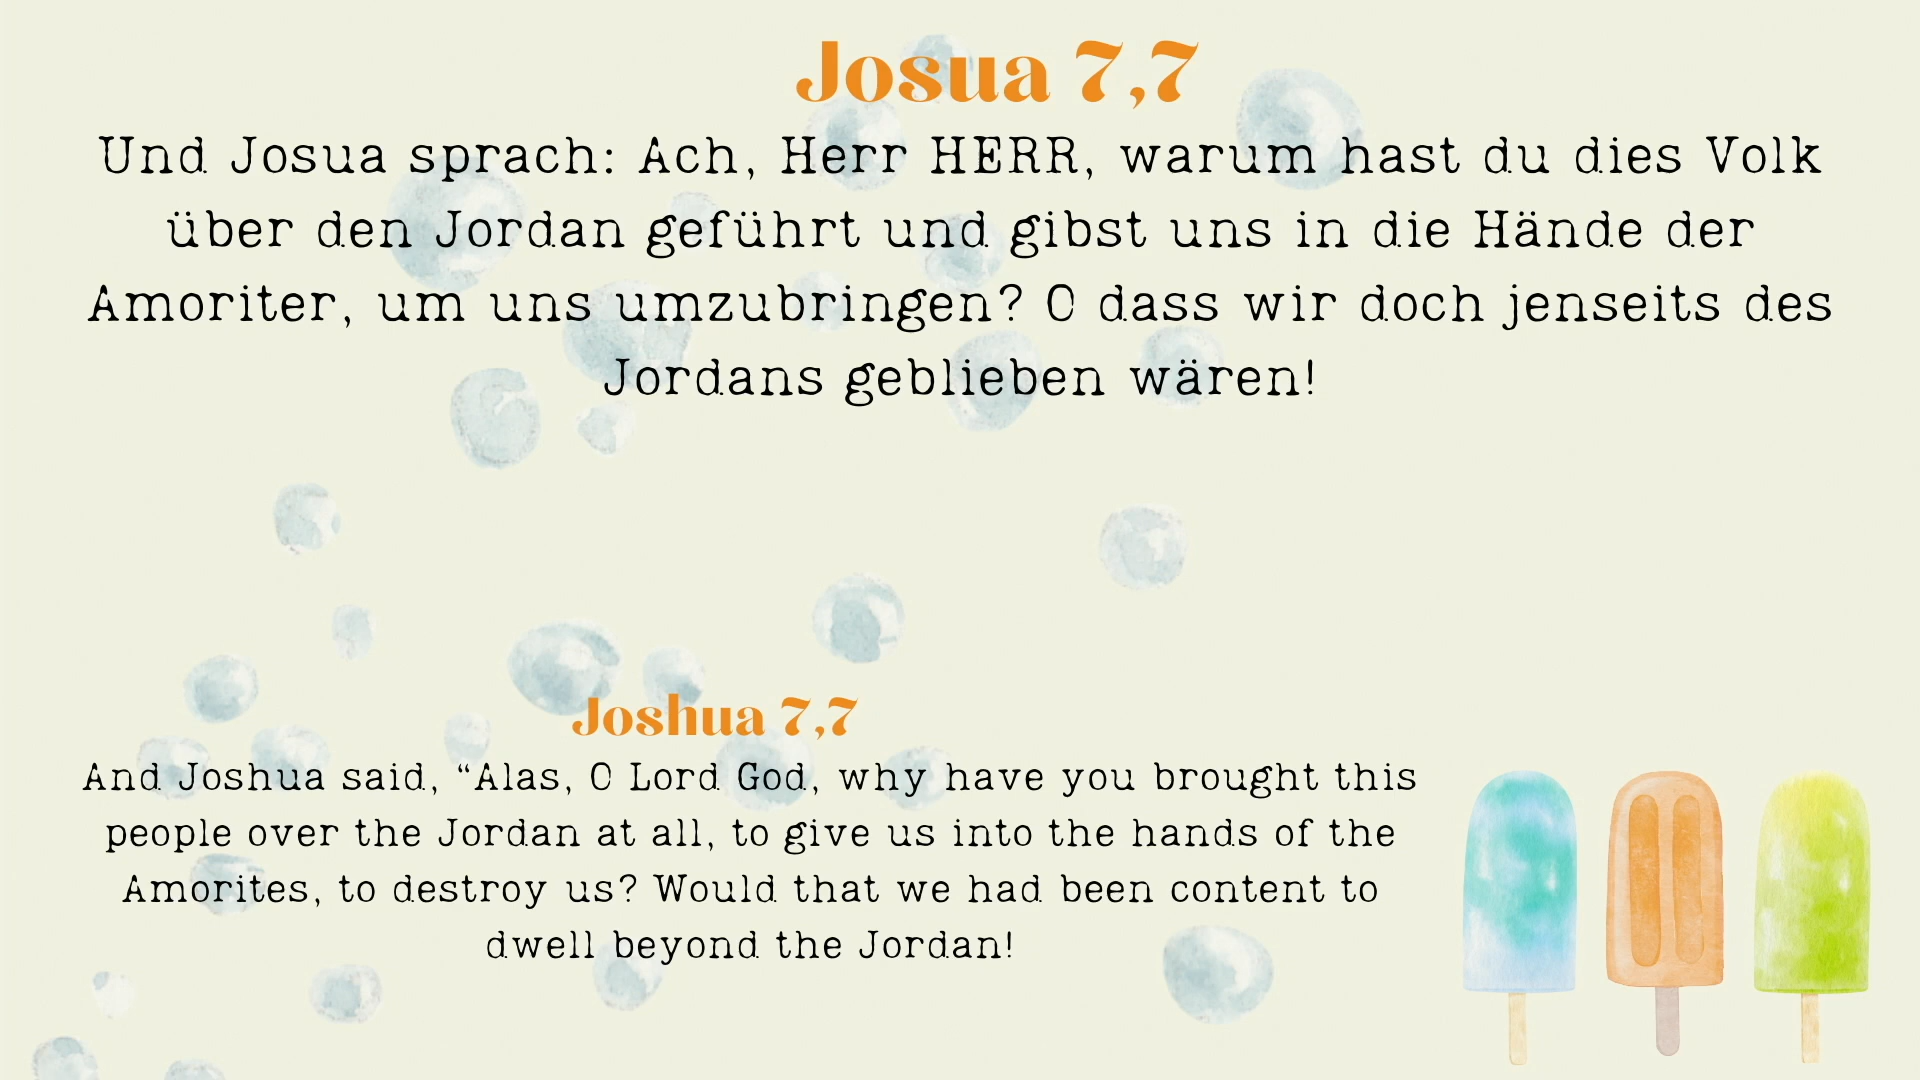 Josua 7,7
Und Josua sprach: Ach, Herr HERR, warum hast du dies Volk
über den Jordan geführt und gibst uns in die Hände der
Amoriter, um uns umzubringen? O dass wir doch jenseits des
Jordans geblieben wären!
Joshua 7,7
And Joshua said, “Alas, O Lord God, why have you brought this
people over the Jordan at all, to give us into the hands of the
Amorites, to destroy us? Would that we had been content to
dwell beyond the Jordan!